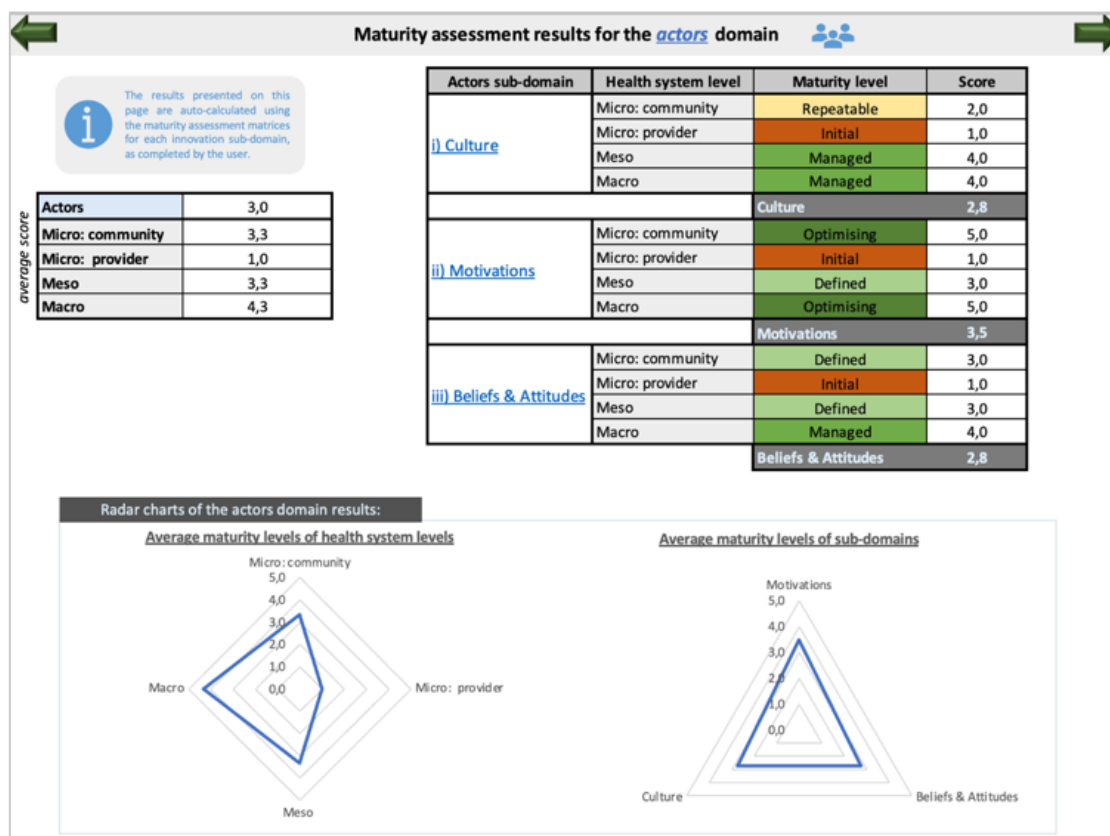 Maturity assessment results for the actors domain
The results presented on this
page are auto-calculated using
the maturity assessment matrices
for each innovation sub-domain,
as completed by the user.
average score
Actors 3,0
Micro: community 3,3
Micro: provider 1,0
Meso 3,3
Macro 4,3
Actors sub-domain Health system level Maturity level Score
i) Culture
Micro: community Repeatable 2,0
Micro: provider Initial 1,0
Meso Managed 4,0
Macro Managed 4,0
Culture 2,8
ii) Motivations
Micro: community Optimising 5,0
Micro: provider Initial 1,0
Meso Defined 3,0
Macro Optimising 5,0
Motivations 3,5
iii) Beliefs & Attitudes
Micro: community Defined 3,0
Micro: provider Initial 1,0
Meso Defined 3,0
Macro Managed 4,0
Beliefs & Attitudes 2,8
Radar charts of the actors domain results:
Average maturity levels of health system levels
Micro: community
5,0
4,0
3,0
2,0
1,0
0,0
Macro
Micro: provider
Meso
Average maturity levels of sub-domains
Motivations
5,0
4,0
3,0
2,0
1,0
0,0
Culture
Beliefs & Attitudes